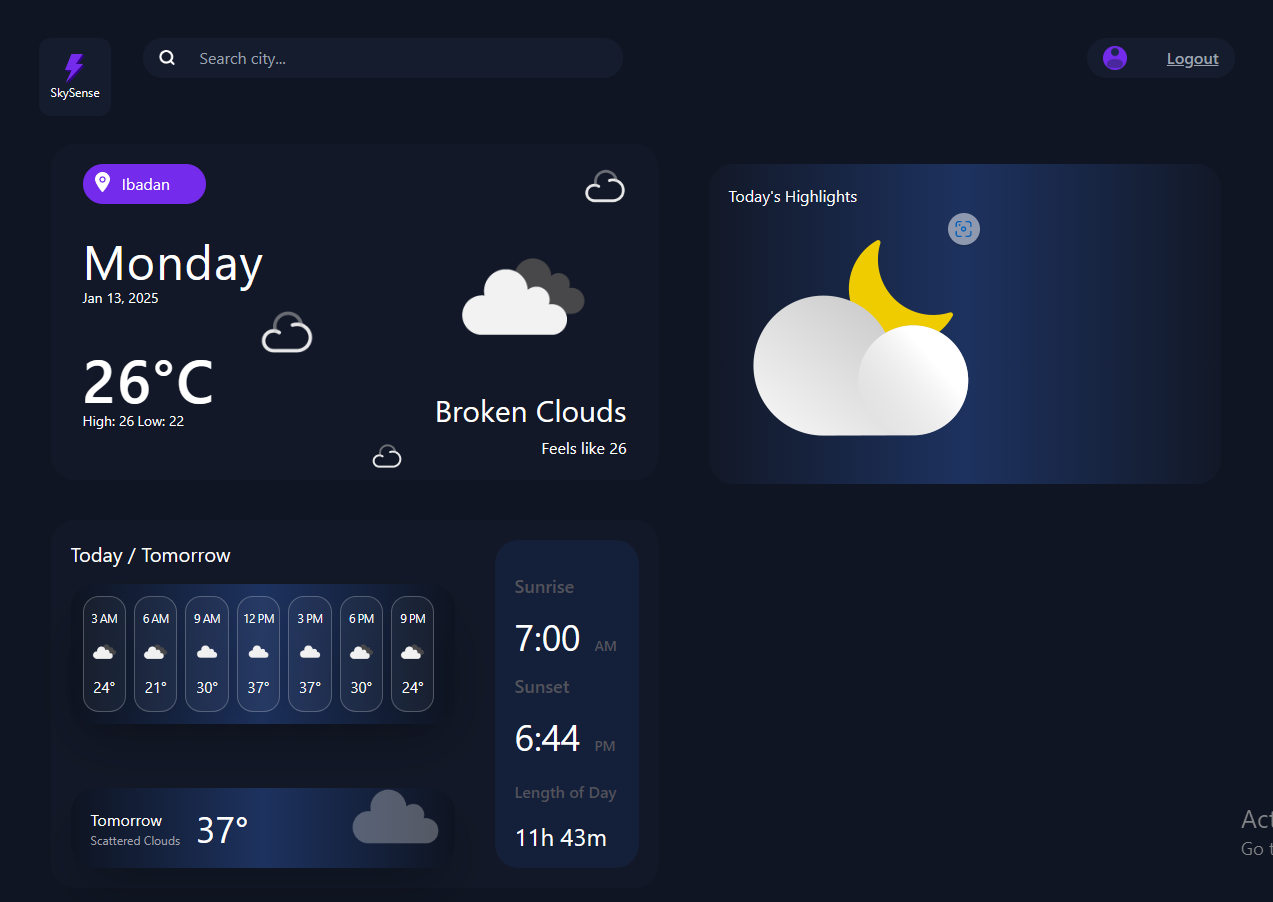 SkySense
Search city...
Logout
Ibadan
Monday
Jan 13, 2025
26°C
High: 26 Low: 22
Broken Clouds
Feels like 26
Today's Highlights
Today / Tomorrow
3 AM 6 AM 9 AM 12 PM 3 PM 6 PM 9 PM
24° 21° 30° 37° 37° 30° 24°
Tomorrow
Scattered Clouds
37°
Sunrise
7:00 AM
Sunset
6:44 PM
Length of Day
11h 43m
Act
Go t